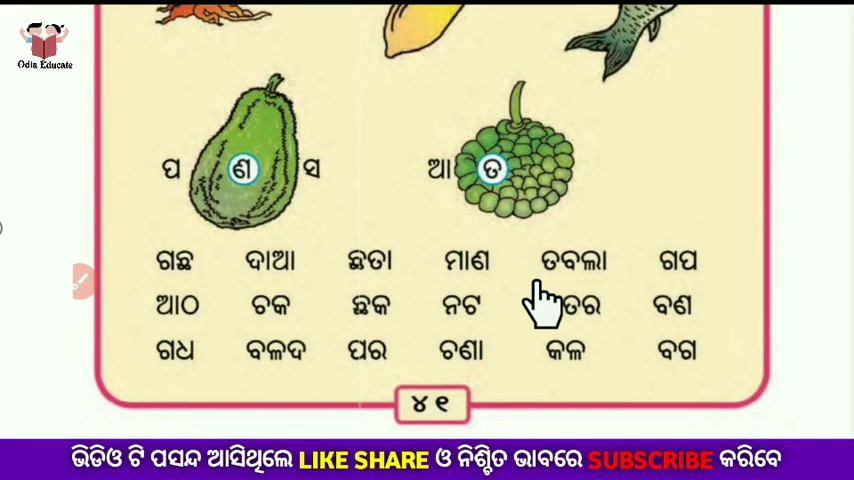 Odia Educate
ପ ଣ ସ ଆ ତ
ଗଛ ଦାଆ ଛତା ମାଣ ତବଲା ଗପ
ଆଠ ଚକ ଛକ ନଟ ତର ବଣ
ଗଧ ବଳଦ ପର ଚଣା କଳ ବଗ
୪୧
ଭିଡିଓ ଟି ପସନ୍ଦ ଆସିଥିଲେ LIKE SHARE ଓ ନିଶ୍ଚିତ ଭାବରେ SUBSCRIBE କରିବେ